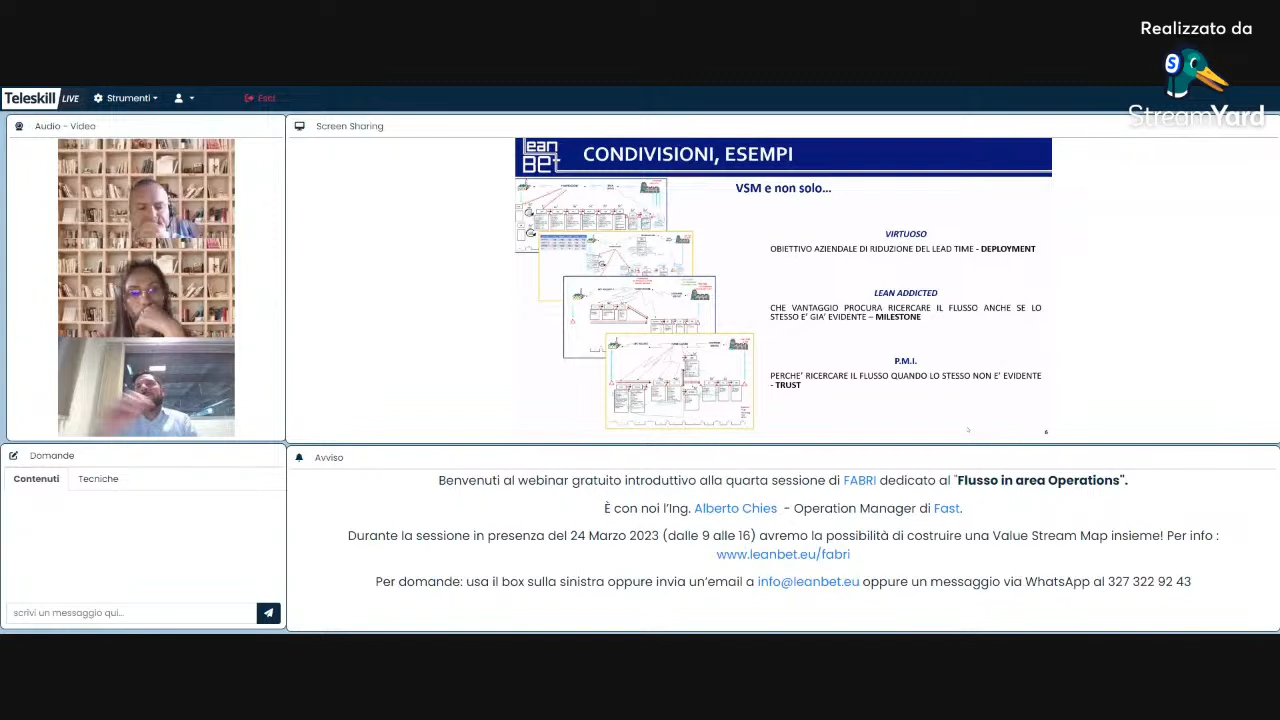 Realizzato da
StreamYard
Teleskill LIVE
Strumenti
Esci
Audio - Video
Screen Sharing
Lean
BET
CONDIVISIONI, ESEMPI
VSM e non solo...
VIRTUOSO
OBIETTIVO AZIENDALE DI RIDUZIONE DEL LEAD TIME - DEPLOYMENT
LEAN ADDICTED
CHE VANTAGGIO PROCURA RICERCARE IL FLUSSO ANCHE SE LO
STESSO E' GIA' EVIDENTE – MILESTONE
P.M.I.
PERCHE' RICERCARE IL FLUSSO QUANDO LO STESSO NON E' EVIDENTE
- TRUST
6
Domande
Contenuti
Tecniche
scrivi un messaggio qui...
Avviso
Benvenuti al webinar gratuito introduttivo alla quarta sessione di FABRI dedicato al "Flusso in area Operations".
È con noi l'Ing. Alberto Chies - Operation Manager di Fast.
Durante la sessione in presenza del 24 Marzo 2023 (dalle 9 alle 16) avremo la possibilità di costruire una Value Stream Map insieme! Per info :
www.leanbet.eu/fabri
Per domande: usa il box sulla sinistra oppure invia un'email a info@leanbet.eu oppure un messaggio via WhatsApp al 327 322 92 43